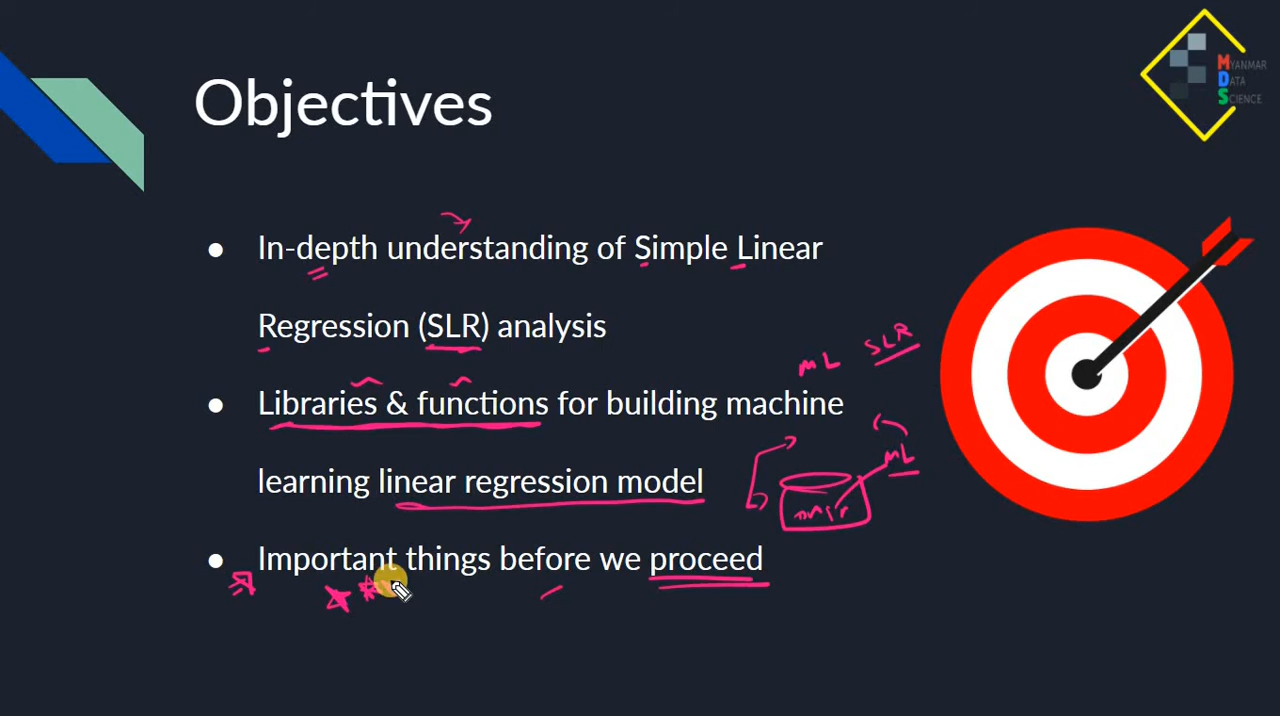 Objectives
MYANMAR
DATA
SCIENCE
● In-depth understanding of Simple Linear
Regression (SLR) analysis
ML SLR
● Libraries & functions for building machine
learning linear regression model
ML
● Important things before we proceed